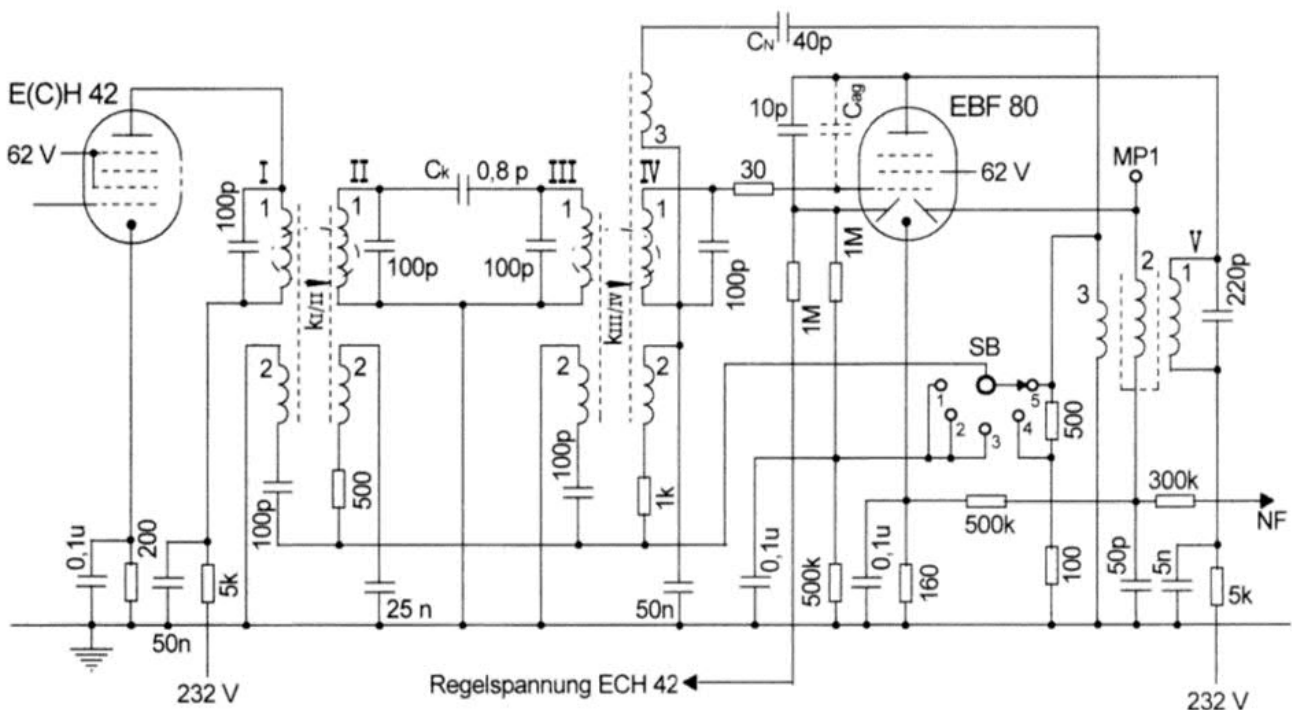 E(C)H 42
62 V
100p
I
1
II
1
100p
Ck
0,8 p
100p
III
1
IV
1
3
CN
40p
100p
30
10p
Cag
EBF 80
62 V
MP1
V
2
1
3
220p
1M
1M
kI/II
kIII/IV
2
2
2
2
SB
1
2
3
4
5
500
100p
500
100p
1k
300k
NF
500k
0,1u
200
50n
5k
25 n
50n
0,1u
500k
0,1u
160
100
50p
5n
5k
232 V
Regelspannung ECH 42
232 V